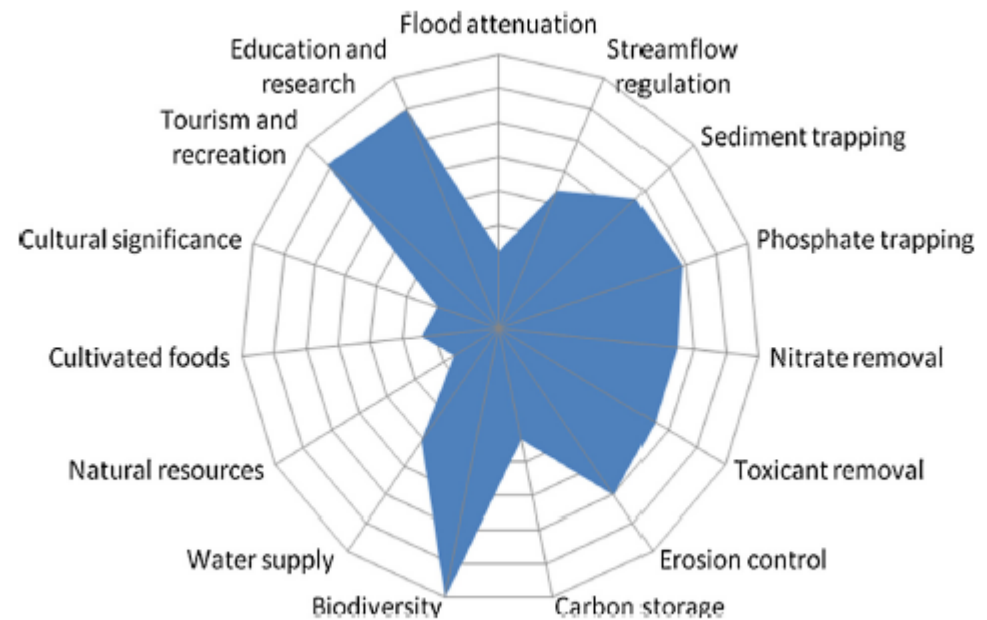 Flood attenuation
Streamflow
regulation
Sediment trapping
Phosphate trapping
Nitrate removal
Toxicant removal
Erosion control
Carbon storage
Biodiversity
Water supply
Natural resources
Cultivated foods
Cultural significance
Tourism and
recreation
Education and
research